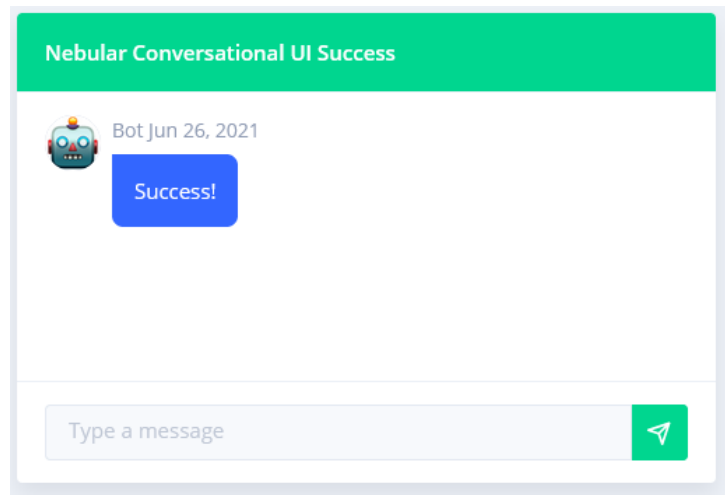 Nebular Conversational UI Success
Bot Jun 26, 2021
Success!
Type a message